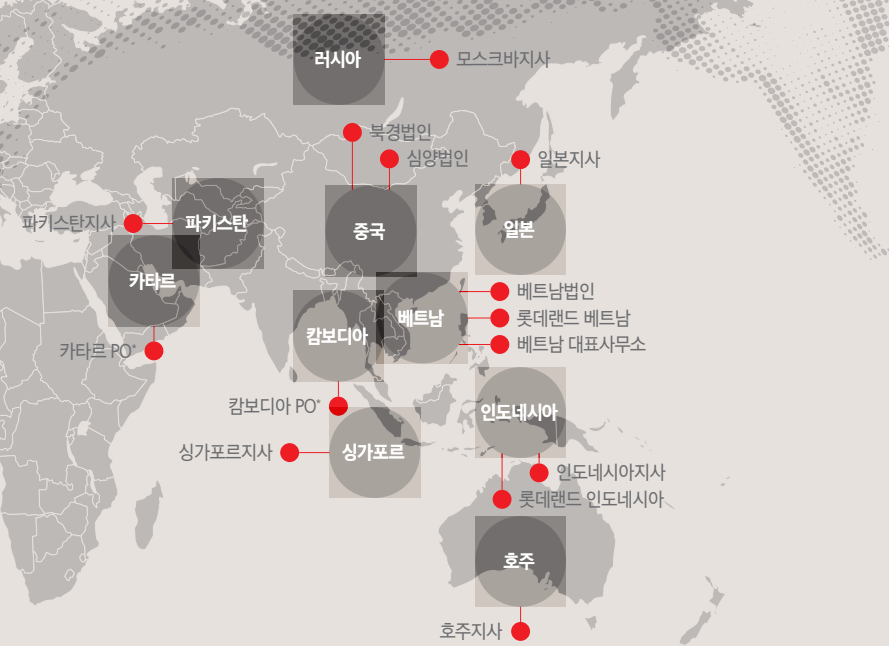 러시아
모스크바지사
북경법인
심양법인
일본지사
파키스탄지사
파키스탄
중국
일본
카타르
베트남법인
캄보디아
베트남
롯데랜드 베트남
베트남 대표사무소
카타르 PO*
캄보디아 PO*
인도네시아
싱가포르지사
싱가포르
인도네시아지사
롯데랜드 인도네시아
호주
호주지사